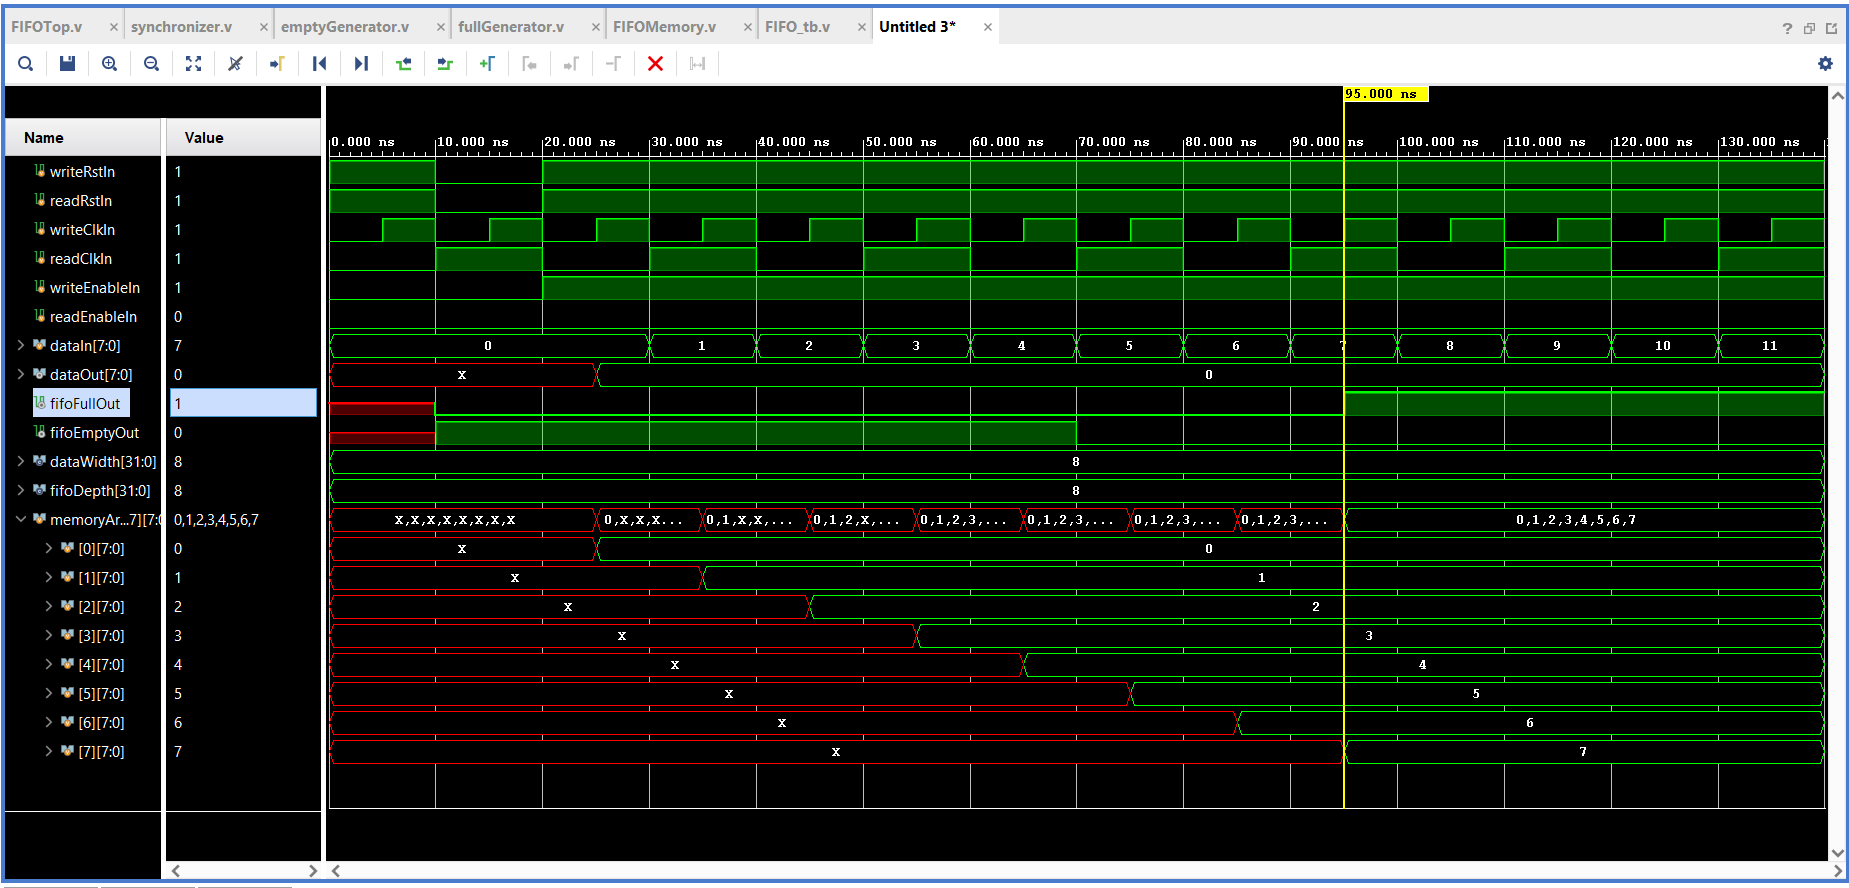 FIFOTop.v × synchronizer.v × emptyGenerator.v × fullGenerator.v × FIFOMemory.v × FIFO_tb.v × Untitled 3* ×
?
95.000 ns
Name Value
0.000 ns 10.000 ns 20.000 ns 30.000 ns 40.000 ns 50.000 ns 60.000 ns 70.000 ns 80.000 ns 90.000 ns 100.000 ns 110.000 ns 120.000 ns 130.000 ns
writeRstIn 1
readRstIn 1
writeClkIn 1
readClkIn 1
writeEnableIn 1
readEnableIn 0
dataIn[7:0] 7 0 1 2 3 4 5 6 7 8 9 10 11
dataOut[7:0] 0 X 0
fifoFullOut 1
fifoEmptyOut 0
dataWidth[31:0] 8 8
fifoDepth[31:0] 8 8
memoryAr...7][7:0 0,1,2,3,4,5,6,7 X,X,X,X,X,X,X,X 0,X,X,X... 0,1,X,X,... 0,1,2,X,... 0,1,2,3,... 0,1,2,3,... 0,1,2,3,... 0,1,2,3,... 0,1,2,3,4,5,6,7
[0][7:0] 0 X 0
[1][7:0] 1 X 1
[2][7:0] 2 X 2
[3][7:0] 3 X 3
[4][7:0] 4 X 4
[5][7:0] 5 X 5
[6][7:0] 6 X 6
[7][7:0] 7 X 7